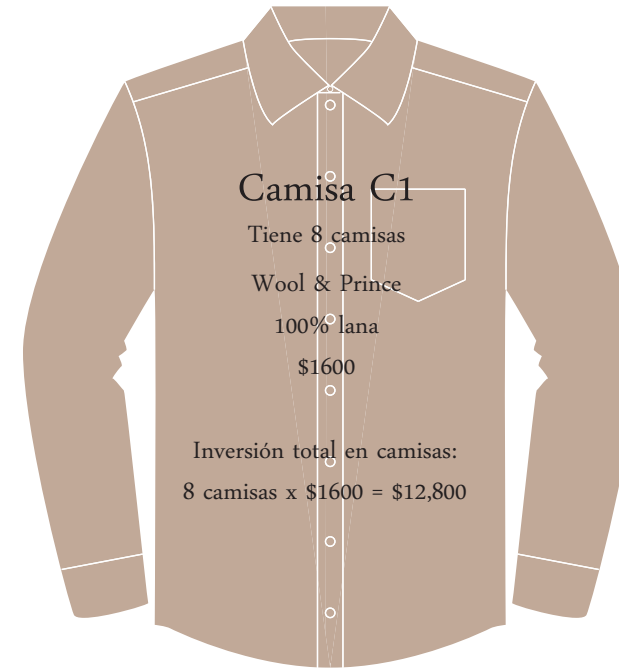 Camisa C1
Tiene 8 camisas
Wool & Prince
100% lana
$1600
Inversión total en camisas:
8 camisas x $1600 = $12,800